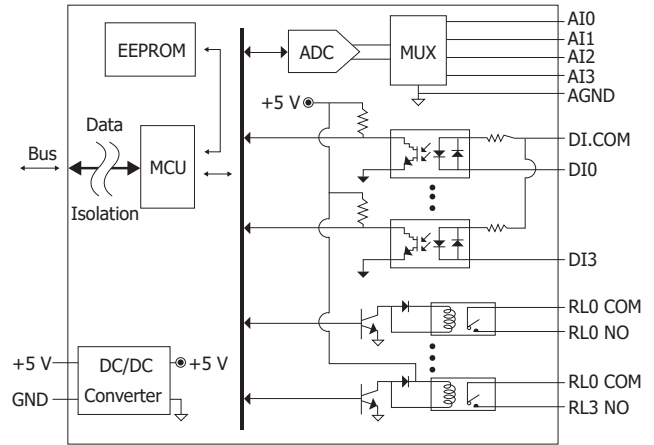 EEPROM
ADC
MUX
AI0
AI1
AI2
AI3
AGND
+5 V
Data
Bus
MCU
Isolation
DI.COM
DI0
DI3
RL0 COM
RL0 NO
+5 V
DC/DC
Converter
+5 V
GND
RL0 COM
RL3 NO